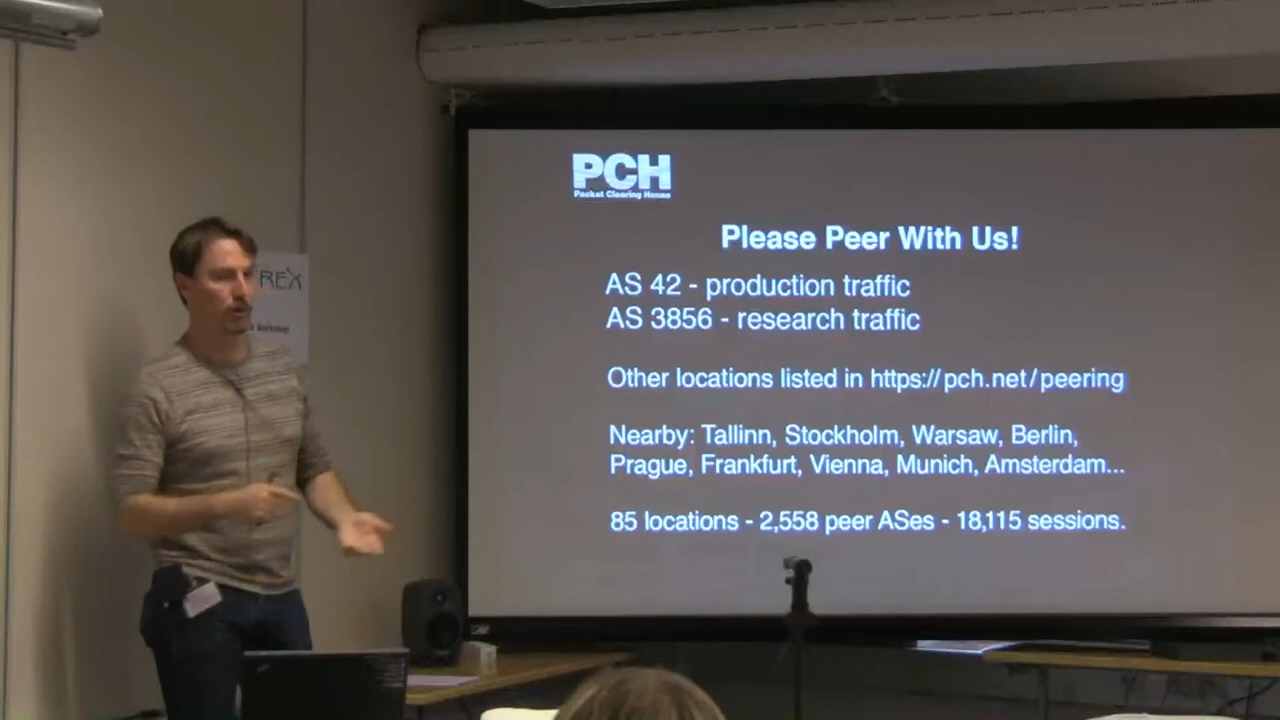 PCH
Packet Clearing House
Please Peer With Us!
AS 42 - production traffic
AS 3856 - research traffic
Other locations listed in https://pch.net/peering
Nearby: Tallinn, Stockholm, Warsaw, Berlin,
Prague, Frankfurt, Vienna, Munich, Amsterdam...
85 locations - 2,558 peer ASes - 18,115 sessions.
REX
Workshop